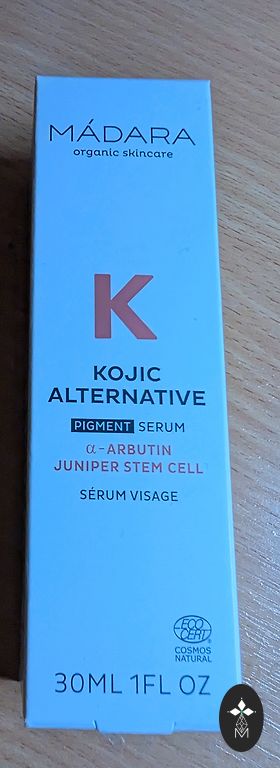 MÁDARA
organic skincare
K
KOJIC
ALTERNATIVE
PIGMENT SERUM
α-ARBUTIN
JUNIPER STEM CELL
SÉRUM VISAGE
ECO
CERT
COSMOS
NATURAL
30ML 1FL OZ
M